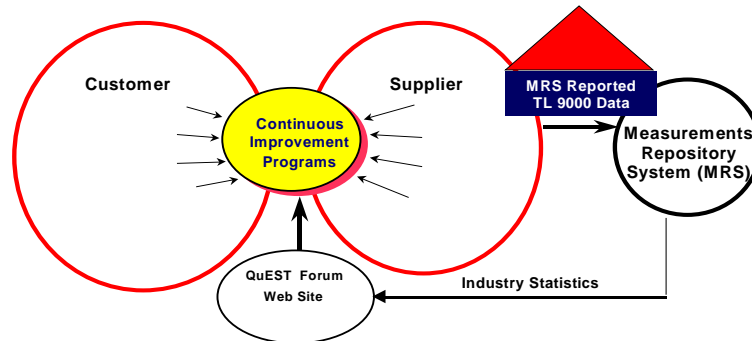 Customer
Supplier
MRS Reported
TL 9000 Data
Continuous
Improvement
Programs
Measurements
Repository
System (MRS)
QuEST Forum
Web Site
Industry Statistics